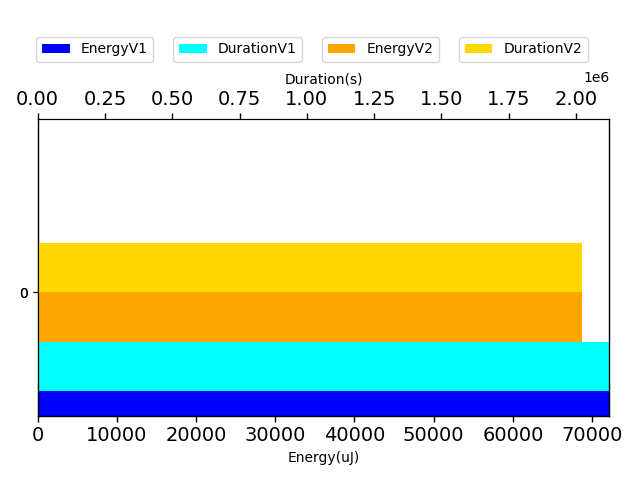 EnergyV1 DurationV1 EnergyV2 DurationV2
Duration(s)
1e6
0.00 0.25 0.50 0.75 1.00 1.25 1.50 1.75 2.00
0
0 10000 20000 30000 40000 50000 60000 70000
Energy(uJ)